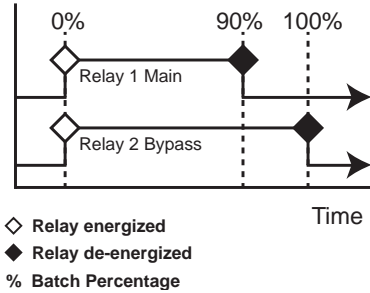 0% 90% 100%
Relay 1 Main
Relay 2 Bypass
Time
Relay energized
Relay de-energized
% Batch Percentage